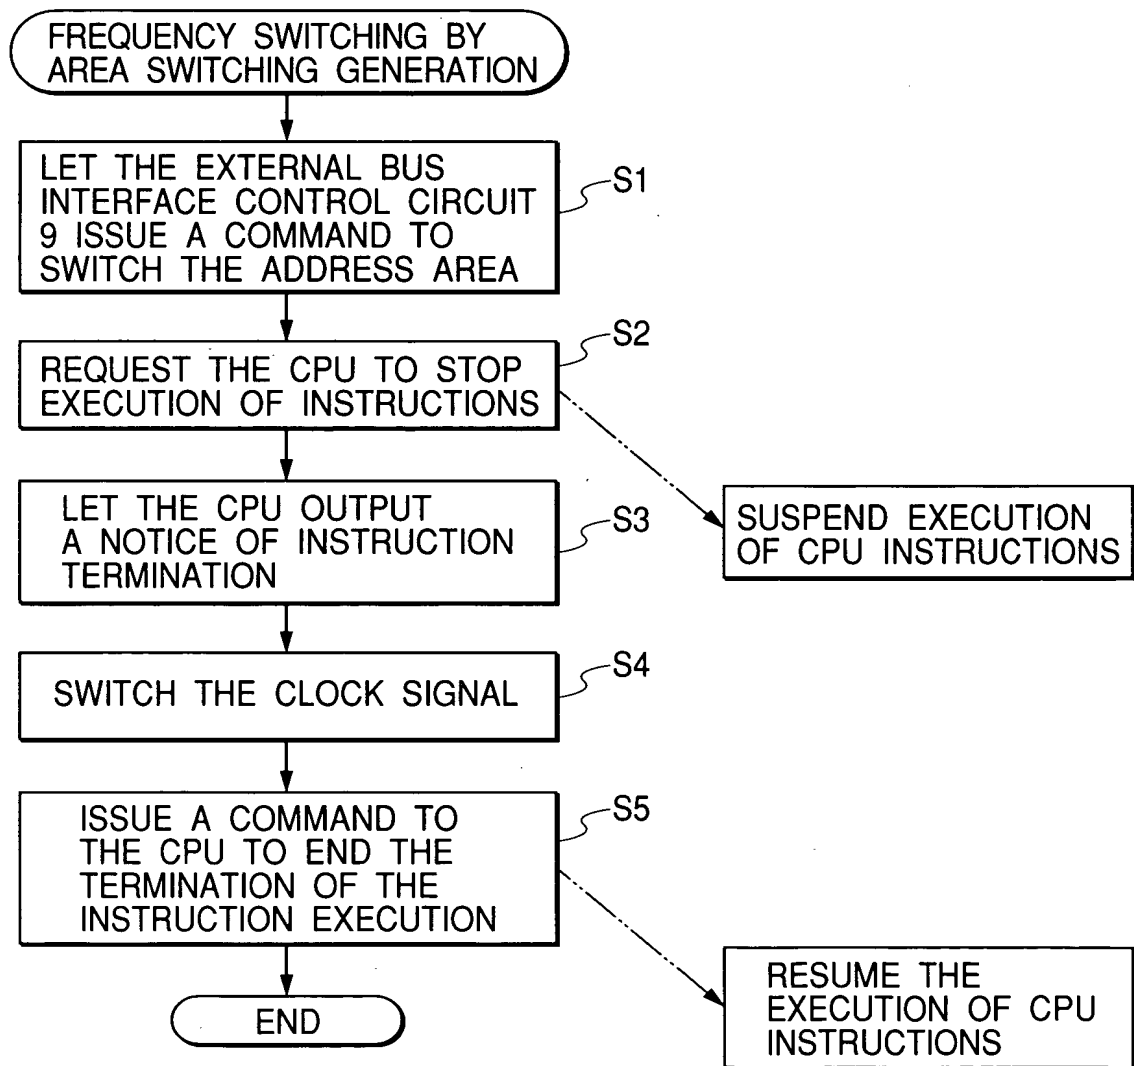 FREQUENCY SWITCHING BY
AREA SWITCHING GENERATION
LET THE EXTERNAL BUS
INTERFACE CONTROL CIRCUIT
9 ISSUE A COMMAND TO
SWITCH THE ADDRESS AREA
S1
REQUEST THE CPU TO STOP
EXECUTION OF INSTRUCTIONS
S2
LET THE CPU OUTPUT
A NOTICE OF INSTRUCTION
TERMINATION
S3
SUSPEND EXECUTION
OF CPU INSTRUCTIONS
SWITCH THE CLOCK SIGNAL
S4
ISSUE A COMMAND TO
THE CPU TO END THE
TERMINATION OF THE
INSTRUCTION EXECUTION
S5
RESUME THE
EXECUTION OF CPU
INSTRUCTIONS
END